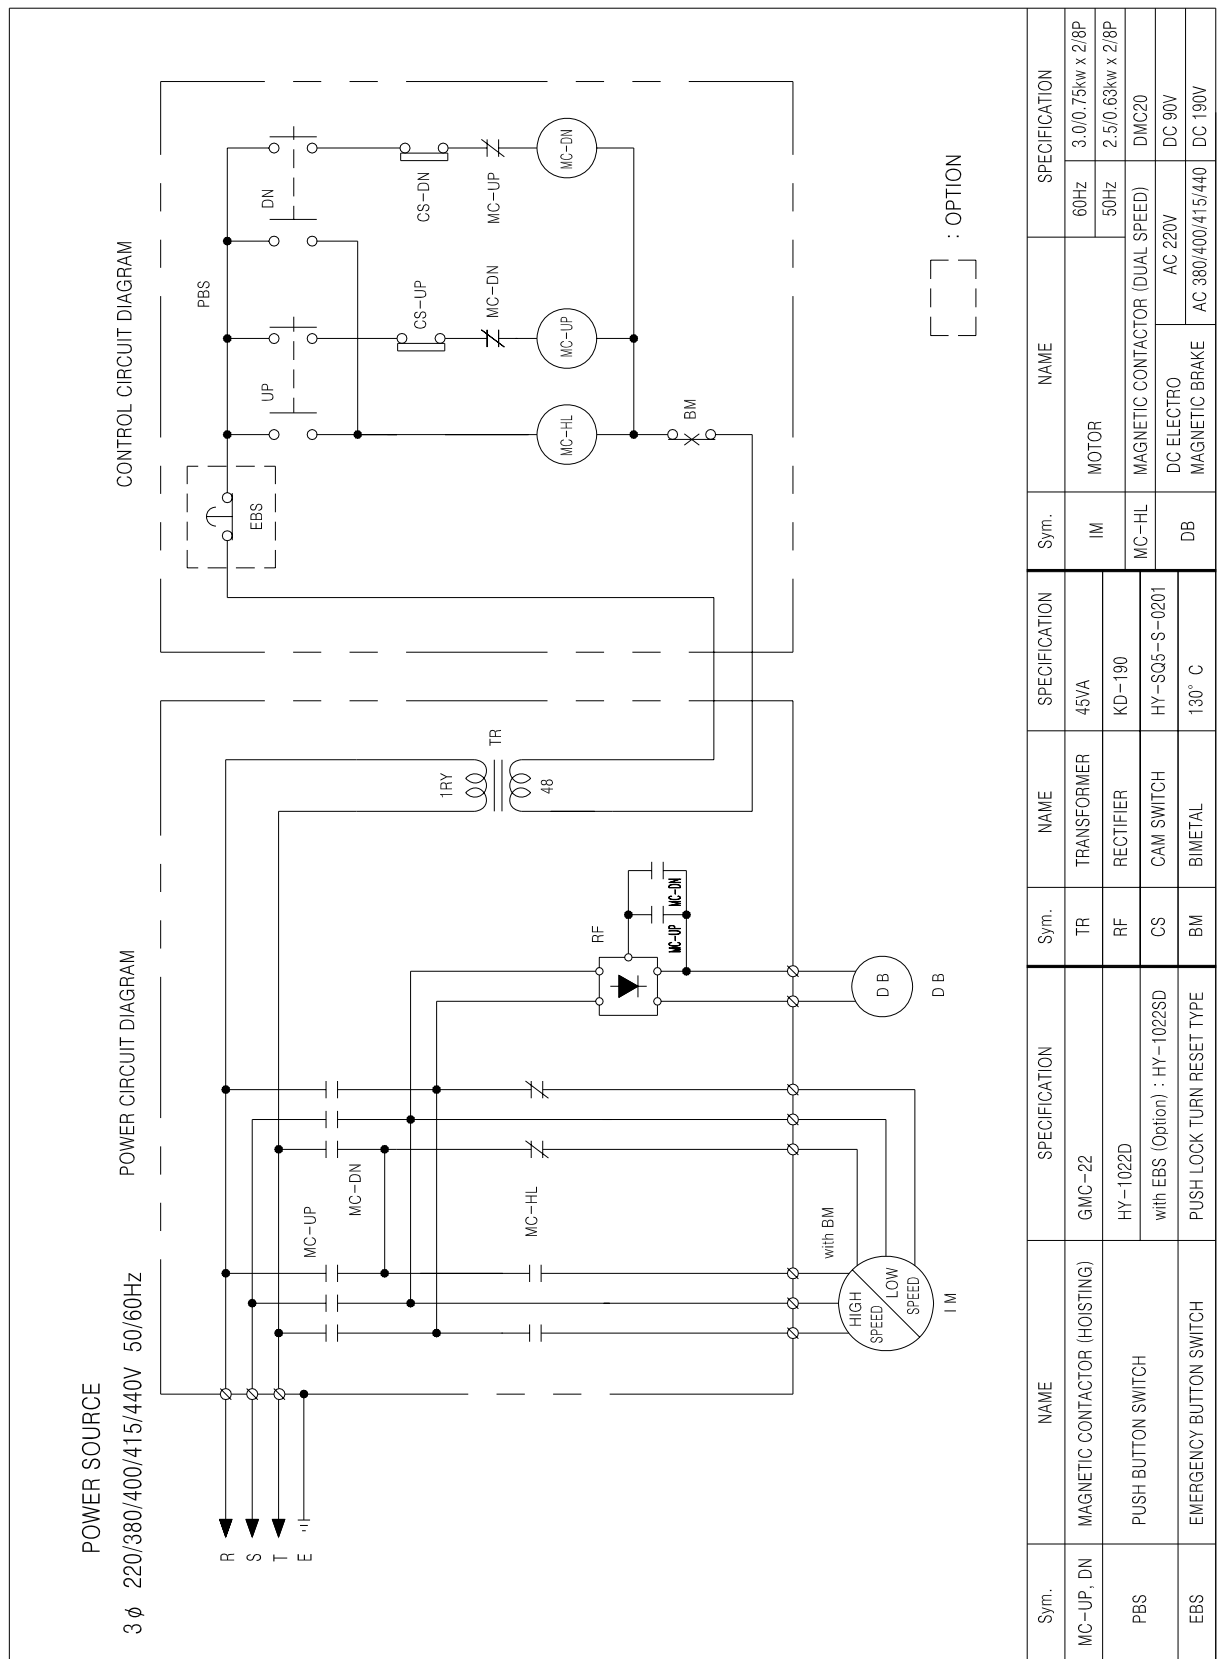 POWER SOURCE
3ϕ 220/380/400/415/440V 50/60Hz
R
S
T
E
POWER CIRCUIT DIAGRAM
MC-UP
MC-DN
MC-HL
with BM
HIGH
SPEED
LOW
SPEED
IM
RF
MC-UP
MC-DN
DB
DB
1RY
TR
48
CONTROL CIRCUIT DIAGRAM
EBS
PBS
UP
DN
CS-UP
MC-DN
MC-UP
MC-HL
BM
CS-DN
MC-UP
MC-DN
: OPTION
Sym. NAME SPECIFICATION
MC-UP, DN MAGNETIC CONTACTOR (HOISTING) GMC-22
PBS PUSH BUTTON SWITCH HY-1022D
with EBS (Option) : HY-1022SD
EBS EMERGENCY BUTTON SWITCH PUSH LOCK TURN RESET TYPE
Sym. NAME SPECIFICATION
TR TRANSFORMER 45VA
RF RECTIFIER KD-190
CS CAM SWITCH HY-SQ5-S-0201
BM BIMETAL 130° C
Sym. NAME SPECIFICATION
IM MOTOR 60Hz 3.0/0.75kw x 2/8P
50Hz 2.5/0.63kw x 2/8P
MC-HL MAGNETIC CONTACTOR (DUAL SPEED) DMC20
DB DC ELECTRO MAGNETIC BRAKE AC 220V DC 90V
AC 380/400/415/440 DC 190V